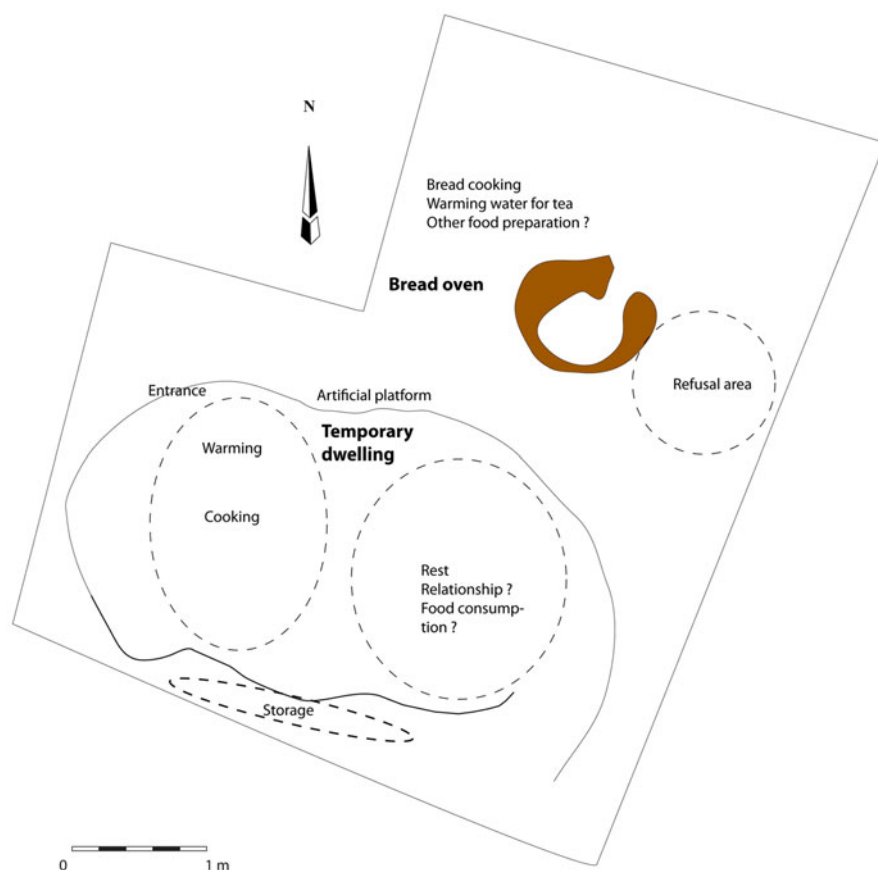 N
Bread cooking
Warming water for tea
Other food preparation ?
Bread oven
Refusal area
Entrance
Artificial platform
Temporary
dwelling
Warming
Cooking
Rest
Relationship ?
Food consump-
tion ?
Storage
0
1 m